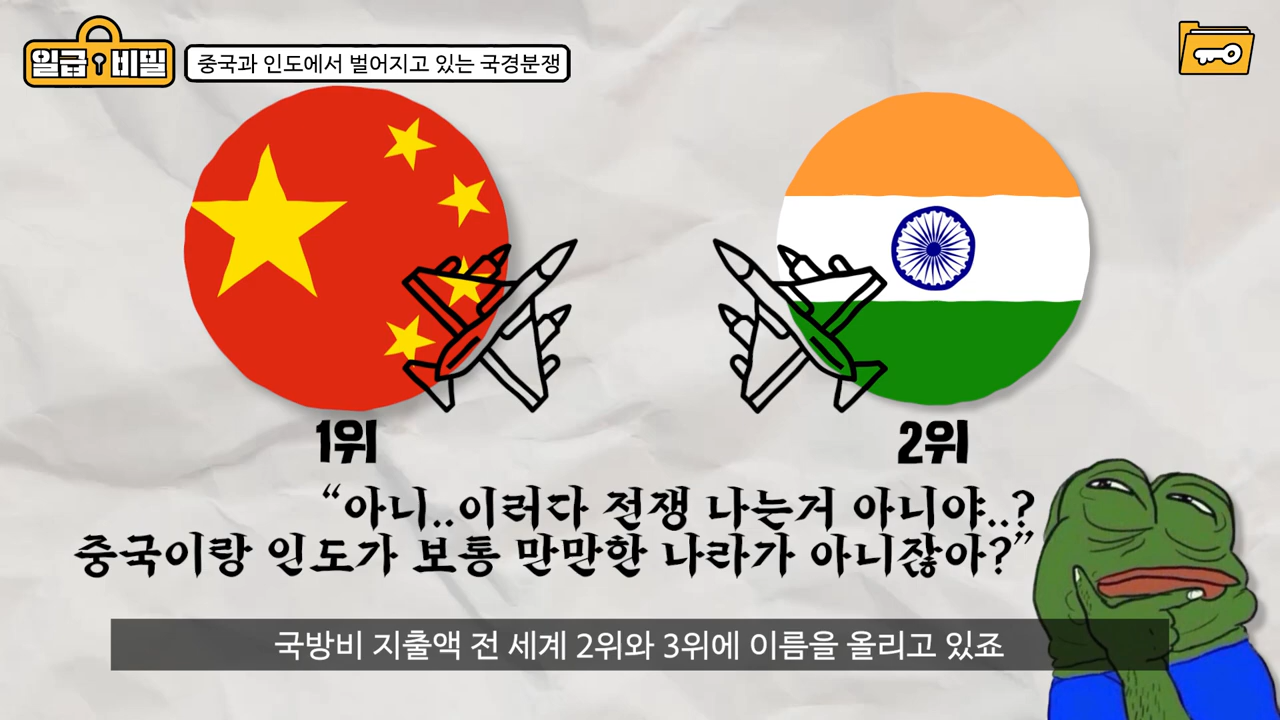 일급비밀
중국과 인도에서 벌어지고 있는 국경분쟁
1위
2위
“아니..이러다 전쟁 나는거 아니야..?
중국이랑 인도가 보통 만만한 나라가 아니잖아?”
국방비 지출액 전 세계 2위와 3위에 이름을 올리고 있죠